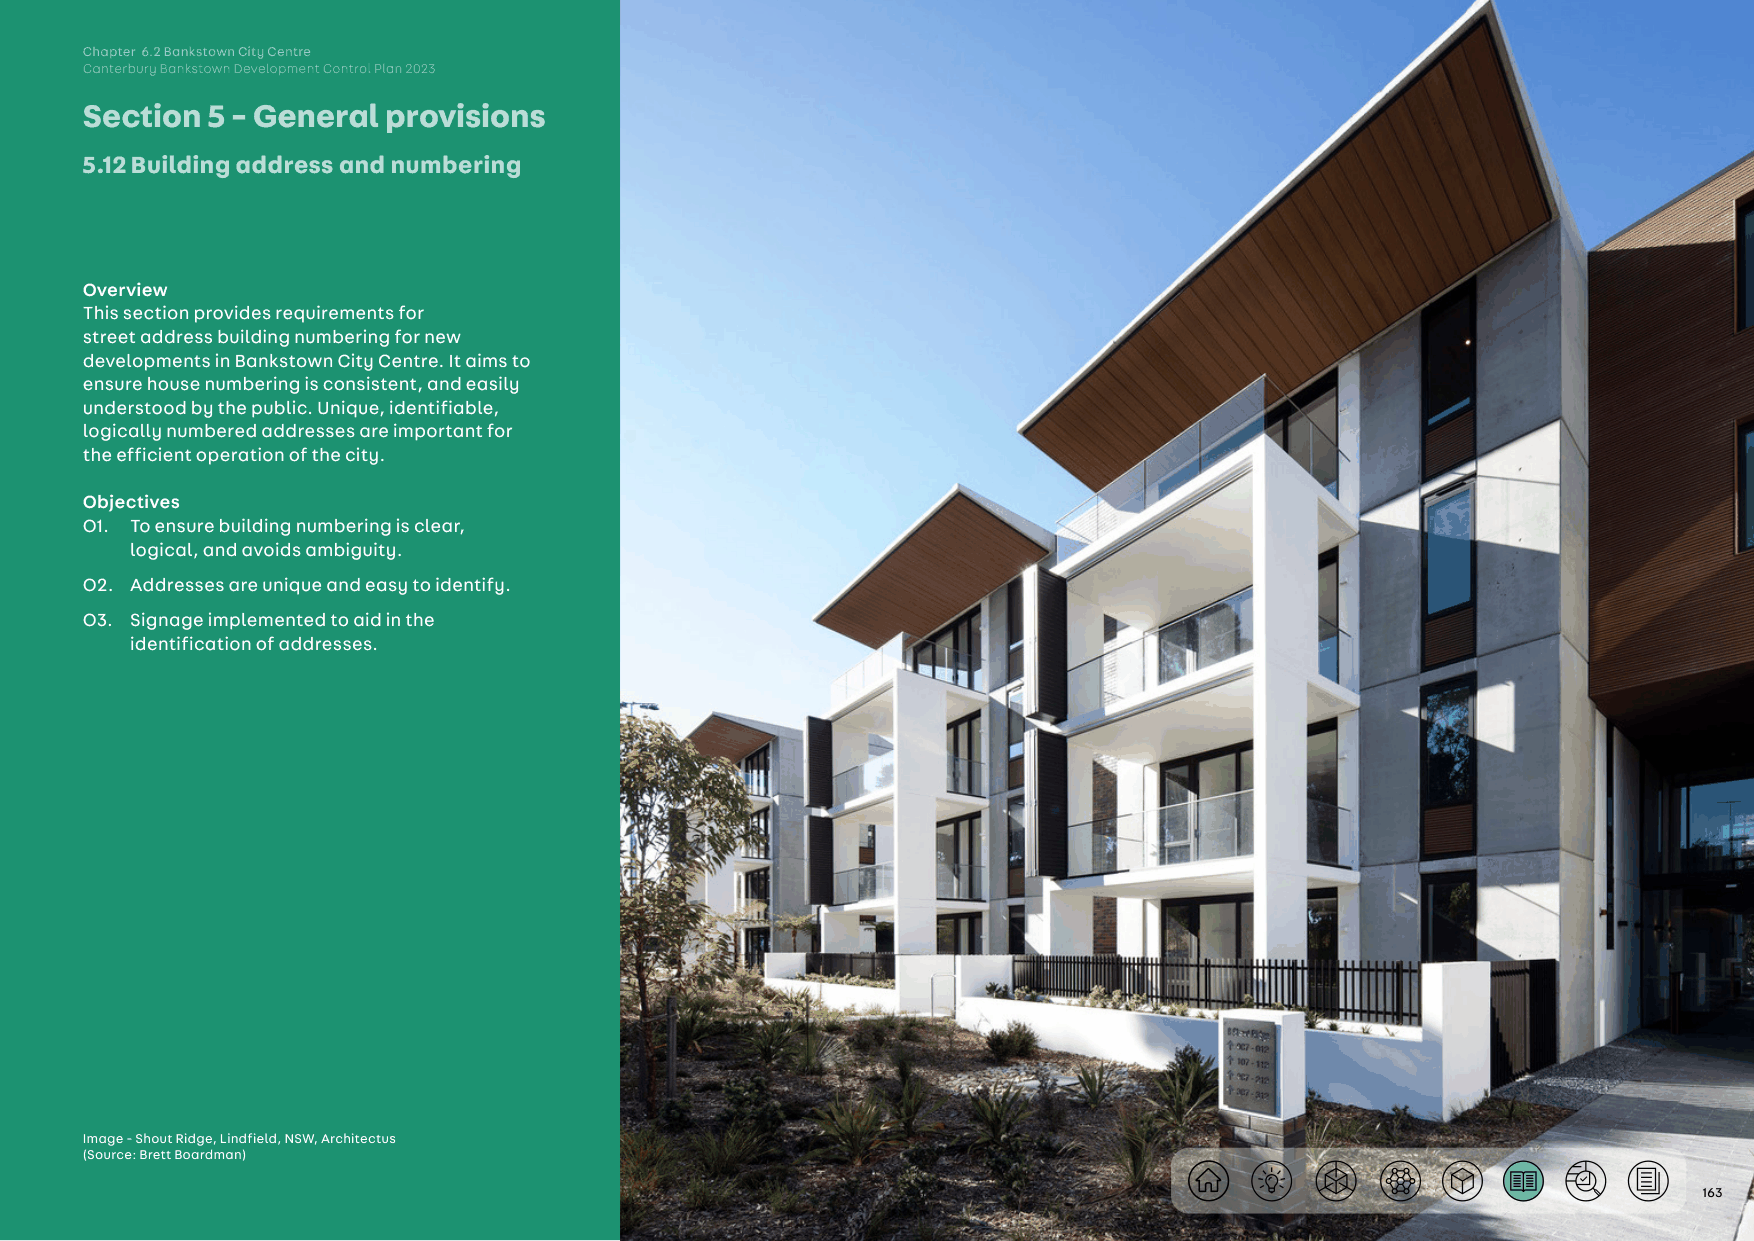 Chapter 6.2 Bankstown City Centre
Canterbury Bankstown Development Control Plan 2023
Section 5 - General provisions
5.12 Building address and numbering
Overview
This section provides requirements for
street address building numbering for new
developments in Bankstown City Centre. It aims to
ensure house numbering is consistent, and easily
understood by the public. Unique, identifiable,
logically numbered addresses are important for
the efficient operation of the city.
Objectives
O1. To ensure building numbering is clear,
logical, and avoids ambiguity.
O2. Addresses are unique and easy to identify.
O3. Signage implemented to aid in the
identification of addresses.
Image - Shout Ridge, Lindfield, NSW, Architectus
(Source: Brett Boardman)
163